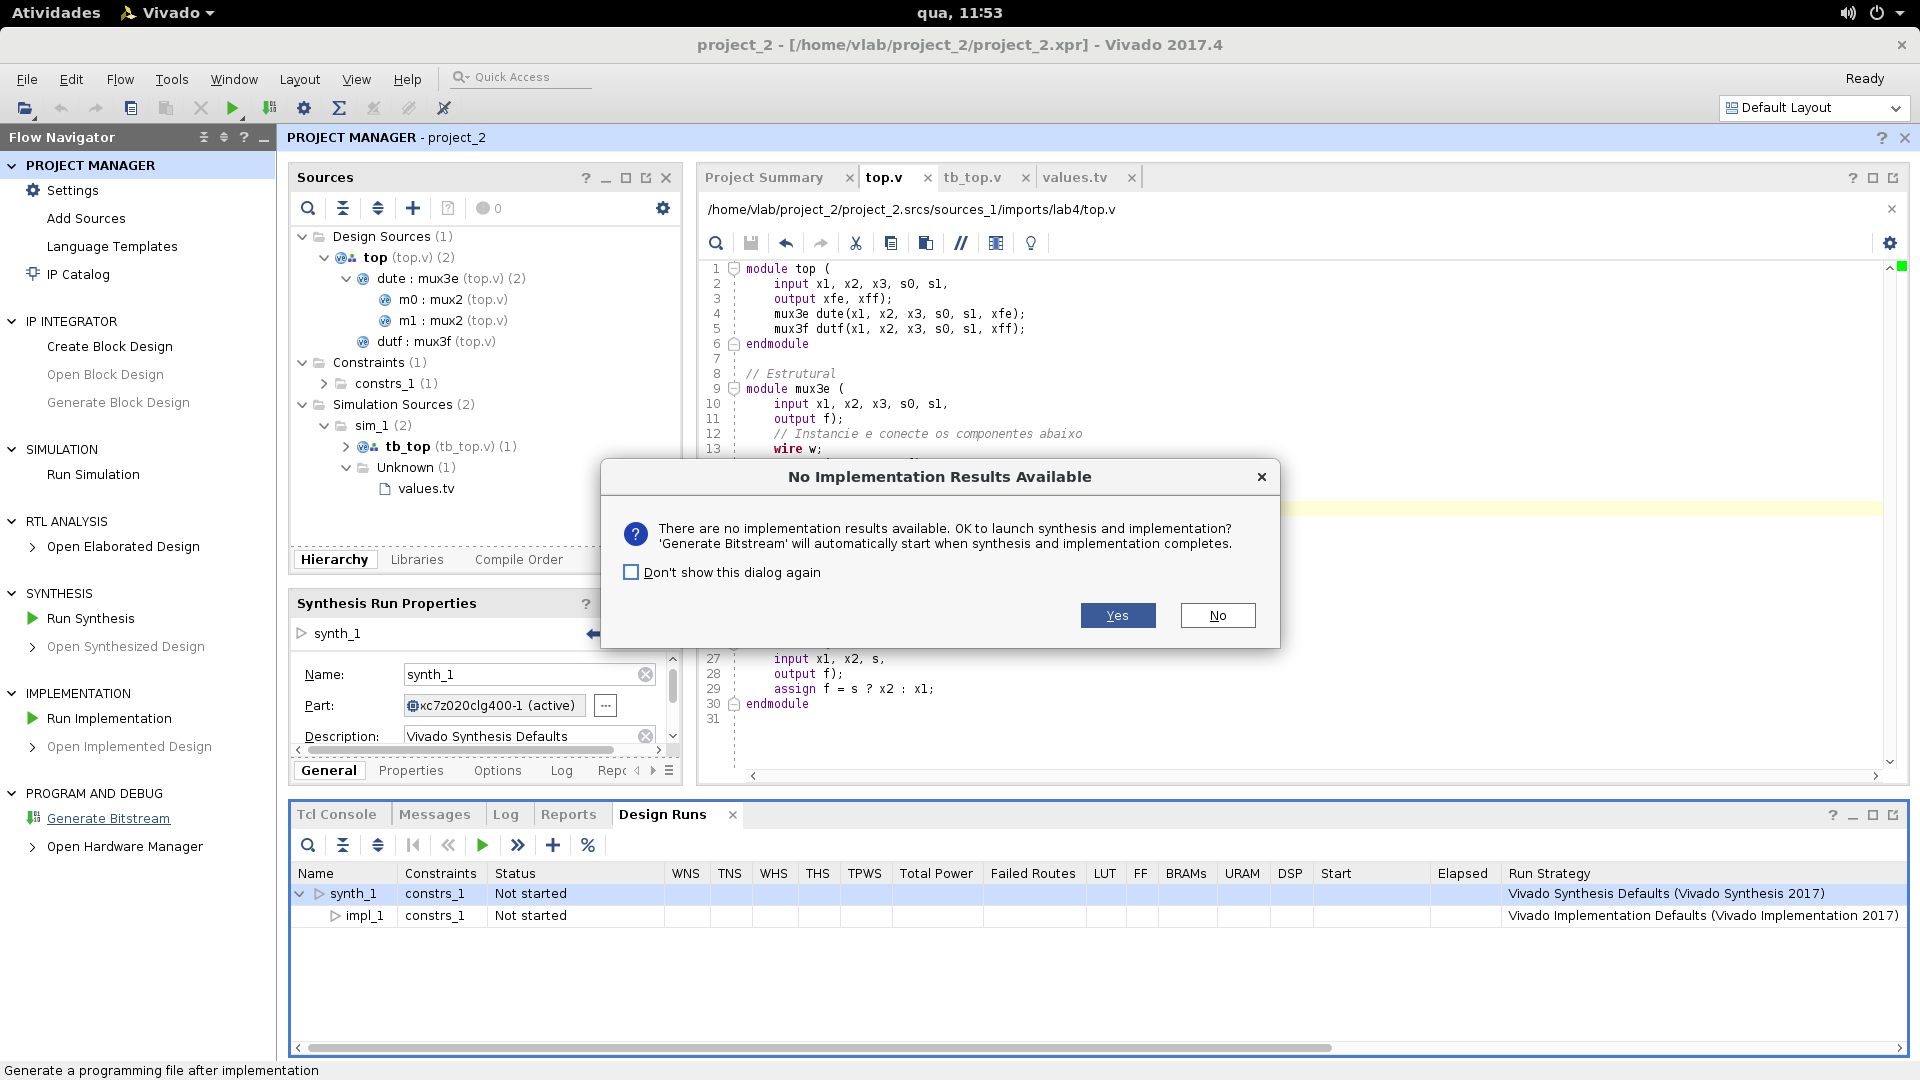 Atividades
Vivado
qua, 11:53
project_2 - [/home/vlab/project_2/project_2.xpr] - Vivado 2017.4
File Edit Flow Tools Window Layout View Help
Quick Access
Ready
Default Layout
Flow Navigator
PROJECT MANAGER
Settings
Add Sources
Language Templates
IP Catalog
IP INTEGRATOR
Create Block Design
Open Block Design
Generate Block Design
SIMULATION
Run Simulation
RTL ANALYSIS
Open Elaborated Design
SYNTHESIS
Run Synthesis
Open Synthesized Design
IMPLEMENTATION
Run Implementation
Open Implemented Design
PROGRAM AND DEBUG
Generate Bitstream
Open Hardware Manager
PROJECT MANAGER - project_2
Sources
0
Design Sources (1)
top (top.v) (2)
dute : mux3e (top.v) (2)
m0 : mux2 (top.v)
m1 : mux2 (top.v)
dutf : mux3f (top.v)
Constraints (1)
constrs_1 (1)
Simulation Sources (2)
sim_1 (2)
tb_top (tb_top.v) (1)
Unknown (1)
values.tv
Hierarchy Libraries Compile Order
Synthesis Run Properties
synth_1
Name: synth_1
Part: xc7z020clg400-1 (active)
Description: Vivado Synthesis Defaults
General Properties Options Log Repo
Project Summary top.v tb_top.v values.tv
/home/vlab/project_2/project_2.srcs/sources_1/imports/lab4/top.v
1 module top (
2 input x1, x2, x3, s0, s1,
3 output xfe, xff);
4 mux3e dute(x1, x2, x3, s0, s1, xfe);
5 mux3f dutf(x1, x2, x3, s0, s1, xff);
6 endmodule
7
8 // Estrutural
9 module mux3e (
10 input x1, x2, x3, s0, s1,
11 output f);
12 // Instancie e conecte os componentes abaixo
13 wire w;
No Implementation Results Available
There are no implementation results available. OK to launch synthesis and implementation?
'Generate Bitstream' will automatically start when synthesis and implementation completes.
Don't show this dialog again
Yes No
27 input x1, x2, s,
28 output f);
29 assign f = s ? x2 : x1;
30 endmodule
31
Tcl Console Messages Log Reports Design Runs
Name Constraints Status WNS TNS WHS THS TPWS Total Power Failed Routes LUT FF BRAMs URAM DSP Start Elapsed Run Strategy
synth_1 constrs_1 Not started Vivado Synthesis Defaults (Vivado Synthesis 2017)
impl_1 constrs_1 Not started Vivado Implementation Defaults (Vivado Implementation 2017)
Generate a programming file after implementation